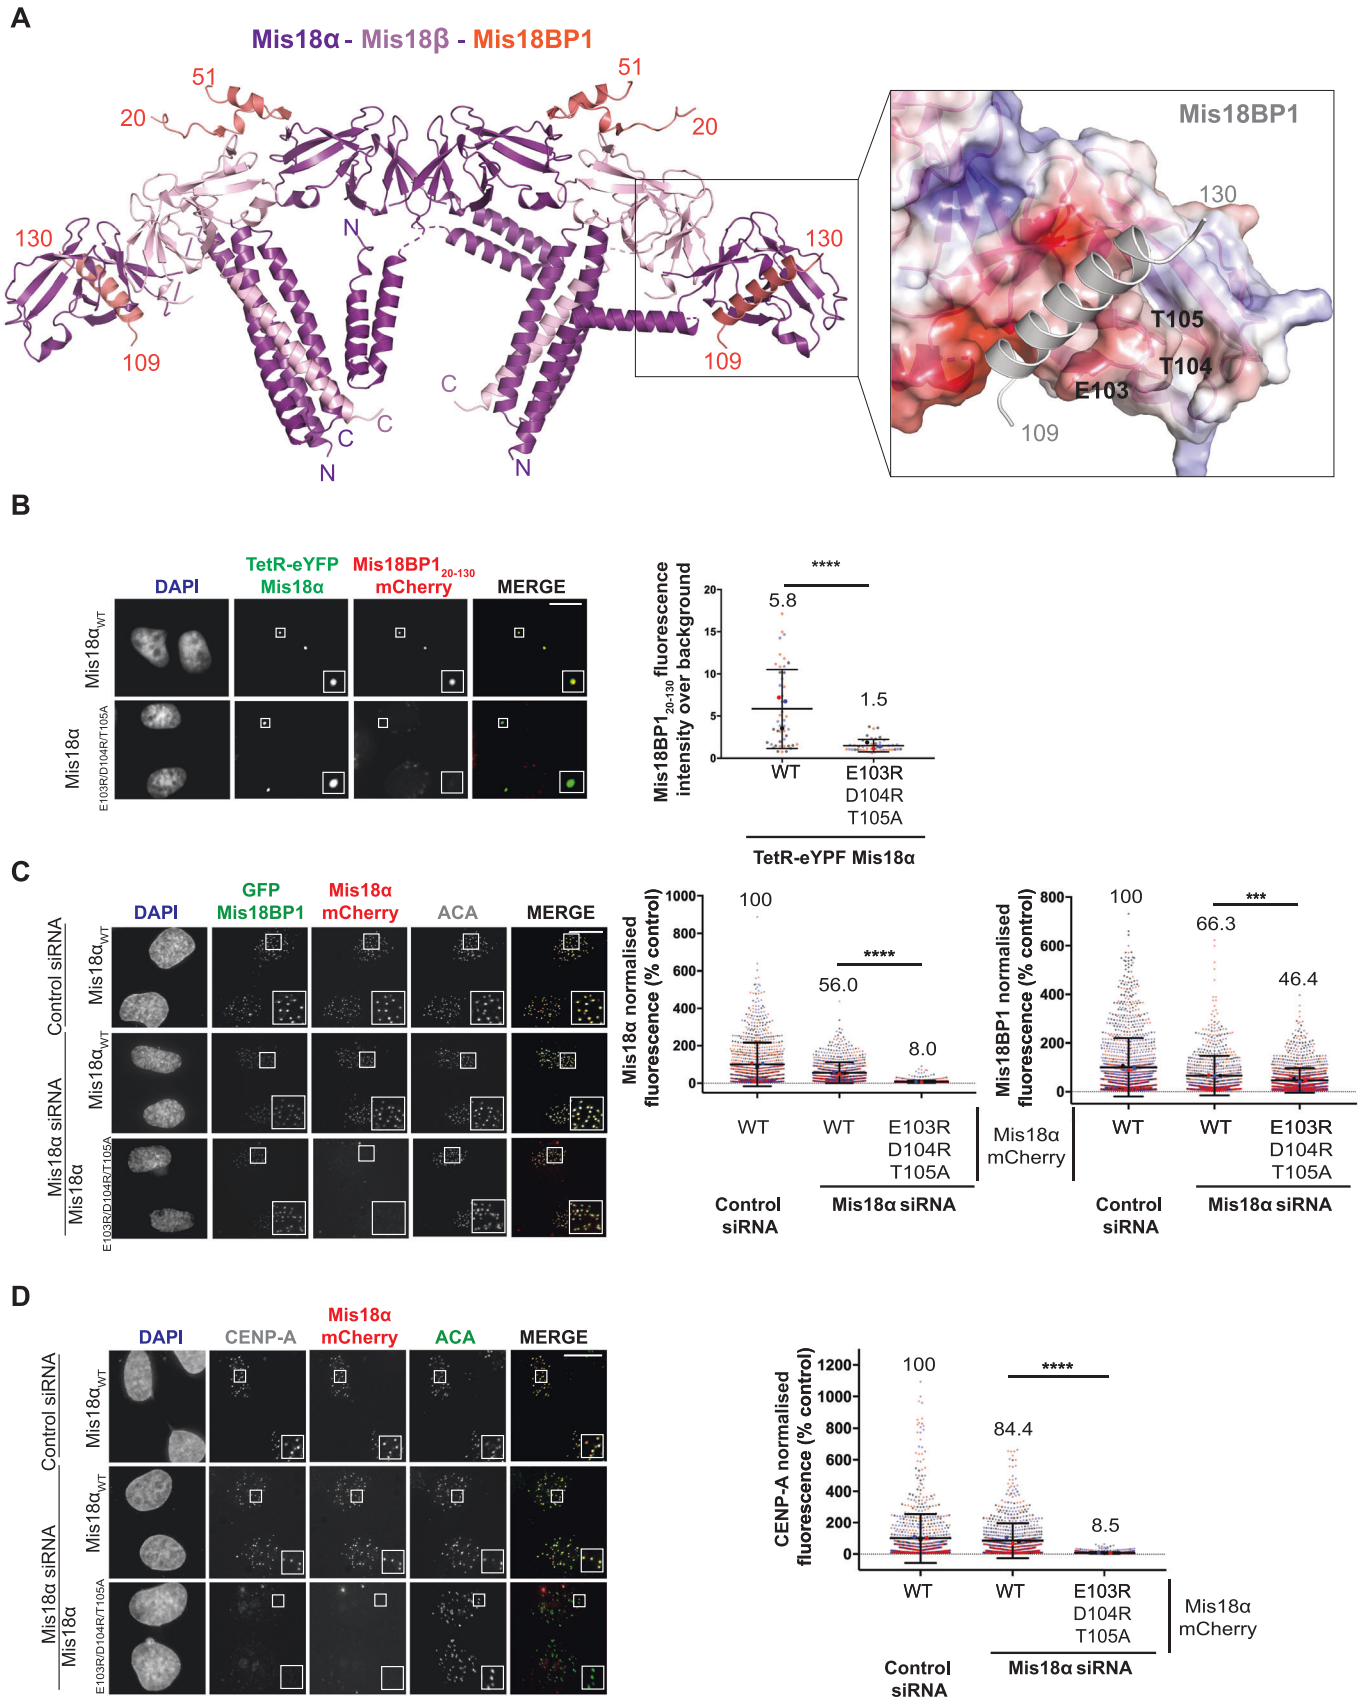 A
Mis18α - Mis18β - Mis18BP1
51
20
130
109
N
N
C
C
51
20
130
109
C
N
Mis18BP1
130
T105
T104
E103
109
B
DAPI
TetR-eYFP
Mis18α
Mis18BP120-130
mCherry
MERGE
Mis18αWT
Mis18α
E103R/D104R/T105A
Mis18BP120-130 fluorescence
intensity over background
20
15
10
5
0
5.8
****
1.5
WT
E103R
D104R
T105A
TetR-eYPF Mis18α
C
DAPI
GFP
Mis18BP1
Mis18α
mCherry
ACA
MERGE
Control siRNA
Mis18αWT
Mis18α siRNA
Mis18αWT
Mis18α
E103R/D104R/T105A
Mis18α normalised
fluorescence (% control)
1000
800
600
400
200
0
100
56.0
****
8.0
WT
WT
E103R
D104R
T105A
Control
siRNA
Mis18α siRNA
Mis18α
mCherry
Mis18BP1 normalised
fluorescence (% control)
800
600
400
200
0
100
66.3
***
46.4
WT
WT
E103R
D104R
T105A
Control
siRNA
Mis18α siRNA
D
DAPI
CENP-A
Mis18α
mCherry
ACA
MERGE
Control siRNA
Mis18αWT
Mis18α siRNA
Mis18αWT
Mis18α
E103R/D104R/T105A
CENP-A normalised
fluorescence (% control)
1200
1000
800
600
400
200
0
100
84.4
****
8.5
WT
WT
E103R
D104R
T105A
Mis18α
mCherry
Control
siRNA
Mis18α siRNA